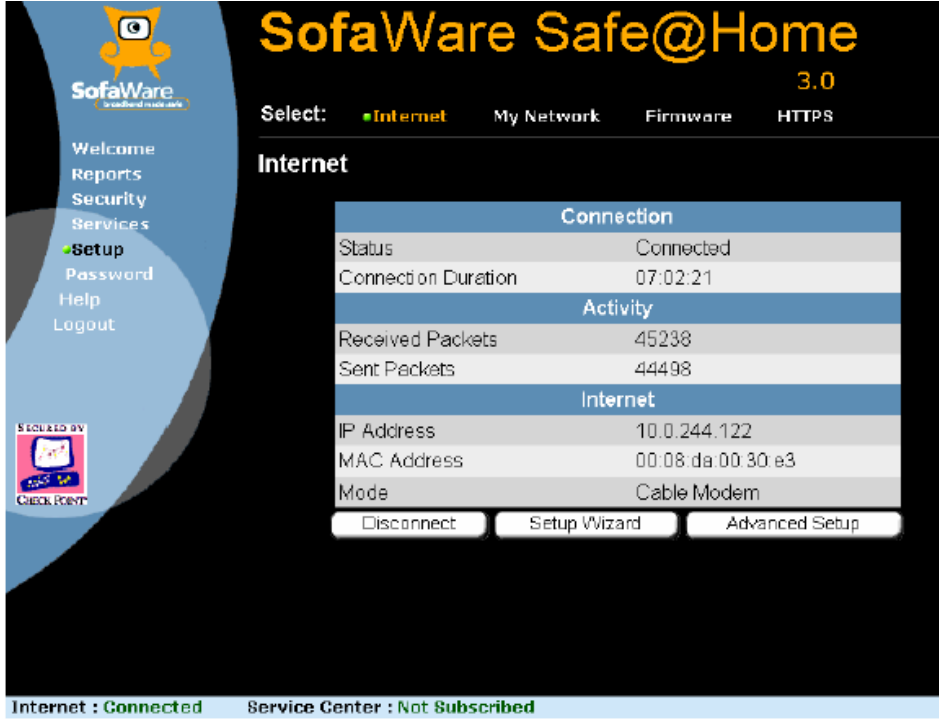 SofaWare Safe@Home
3.0
SofaWare
broadband made safe
Select: Internet My Network Firmware HTTPS
Welcome
Reports
Security
Services
Setup
Password
Help
Logout
SECURED BY
CHECK POINT
Internet
Connection
Status Connected
Connection Duration 07:02:21
Activity
Received Packets 45238
Sent Packets 44498
Internet
IP Address 10.0.244.122
MAC Address 00:08:da:00:30:e3
Mode Cable Modem
Disconnect Setup Wizard Advanced Setup
Internet : Connected Service Center : Not Subscribed